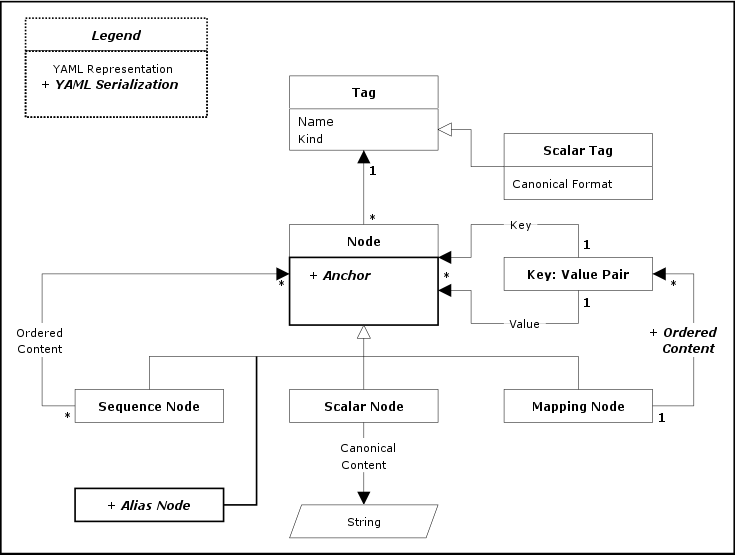 Legend
YAML Representation
+ YAML Serialization
Tag
Name
Kind
Scalar Tag
Canonical Format
1
*
Node
+ Anchor
Key
1
Key: Value Pair
*
*
*
1
Value
Ordered
Content
+ Ordered
Content
Sequence Node
Scalar Node
Mapping Node
*
1
Canonical
Content
+ Alias Node
String